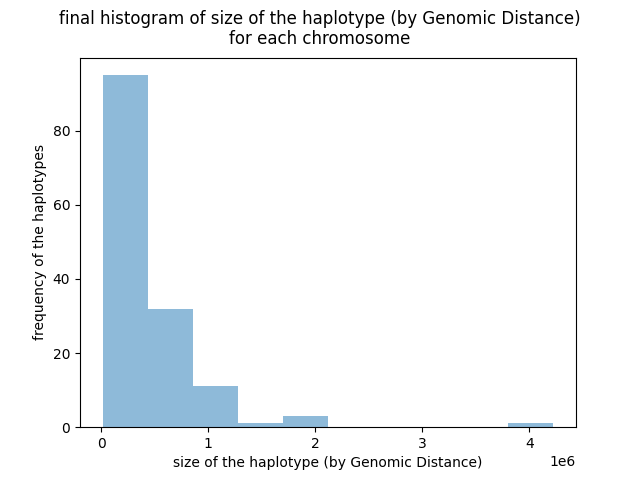 final histogram of size of the haplotype (by Genomic Distance)
for each chromosome
frequency of the haplotypes
80
60
40
20
0
0 1 2 3 4
1e6
size of the haplotype (by Genomic Distance)